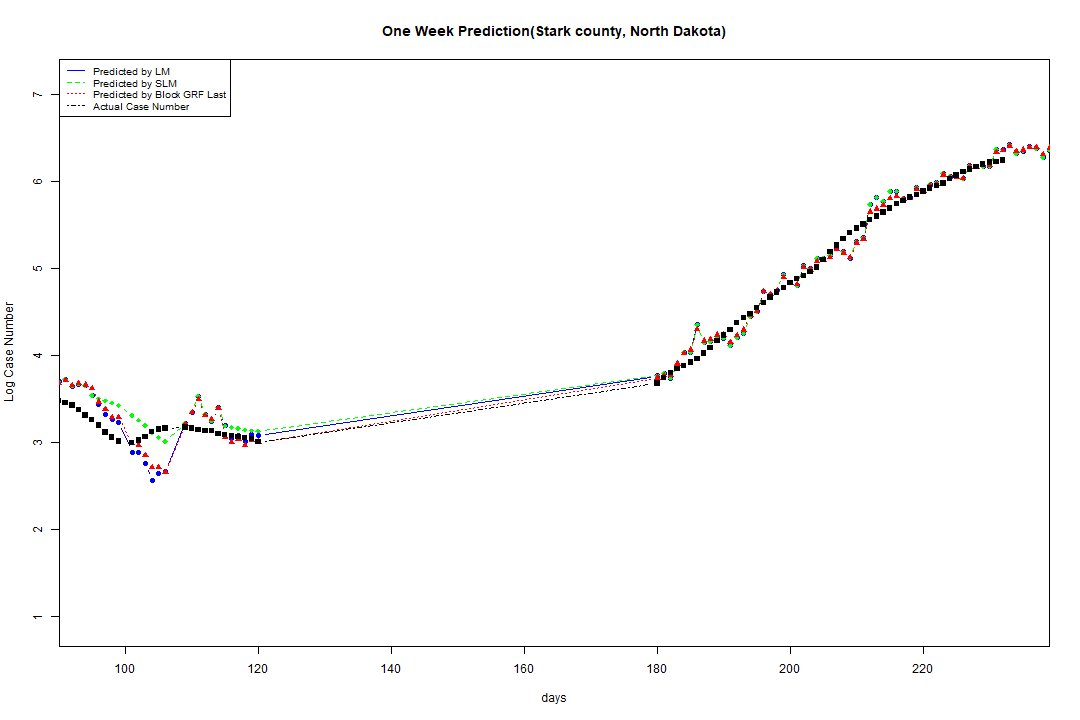 One Week Prediction(Stark county, North Dakota)
Predicted by LM
Predicted by SLM
Predicted by Block GRF Last
Actual Case Number
7
6
5
4
3
2
1
Log Case Number
100 120 140 160 180 200 220
days